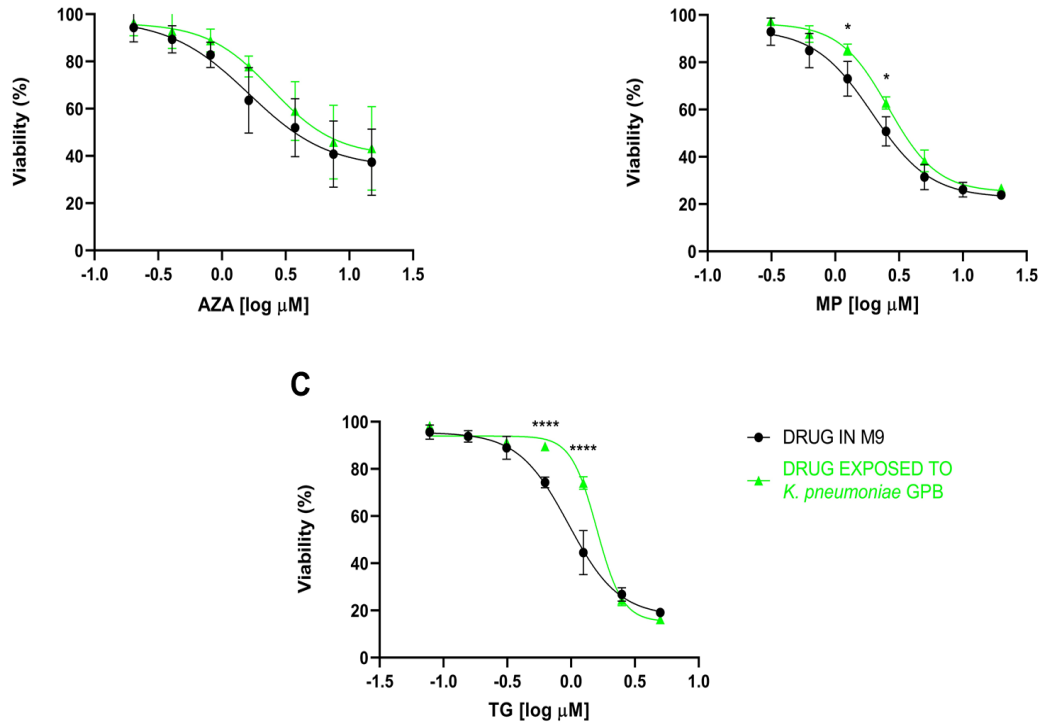 100
80
60
40
20
0
Viability (%)
-1.0 -0.5 0.0 0.5 1.0 1.5
AZA [log μM]
100
80
60
40
20
0
Viability (%)
*
*
-1.0 -0.5 0.0 0.5 1.0 1.5
MP [log μM]
C
100
80
60
40
20
0
Viability (%)
****
****
-1.5 -1.0 -0.5 0.0 0.5 1.0
TG [log μM]
DRUG IN M9
DRUG EXPOSED TO
K. pneumoniae GPB